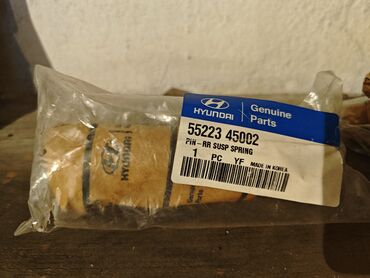 HYUNDAI
Genuine
Parts
55223 45002
PIN-RR SUSP SPRING
1 PC YF MADE IN KOREA
HYUNDAI